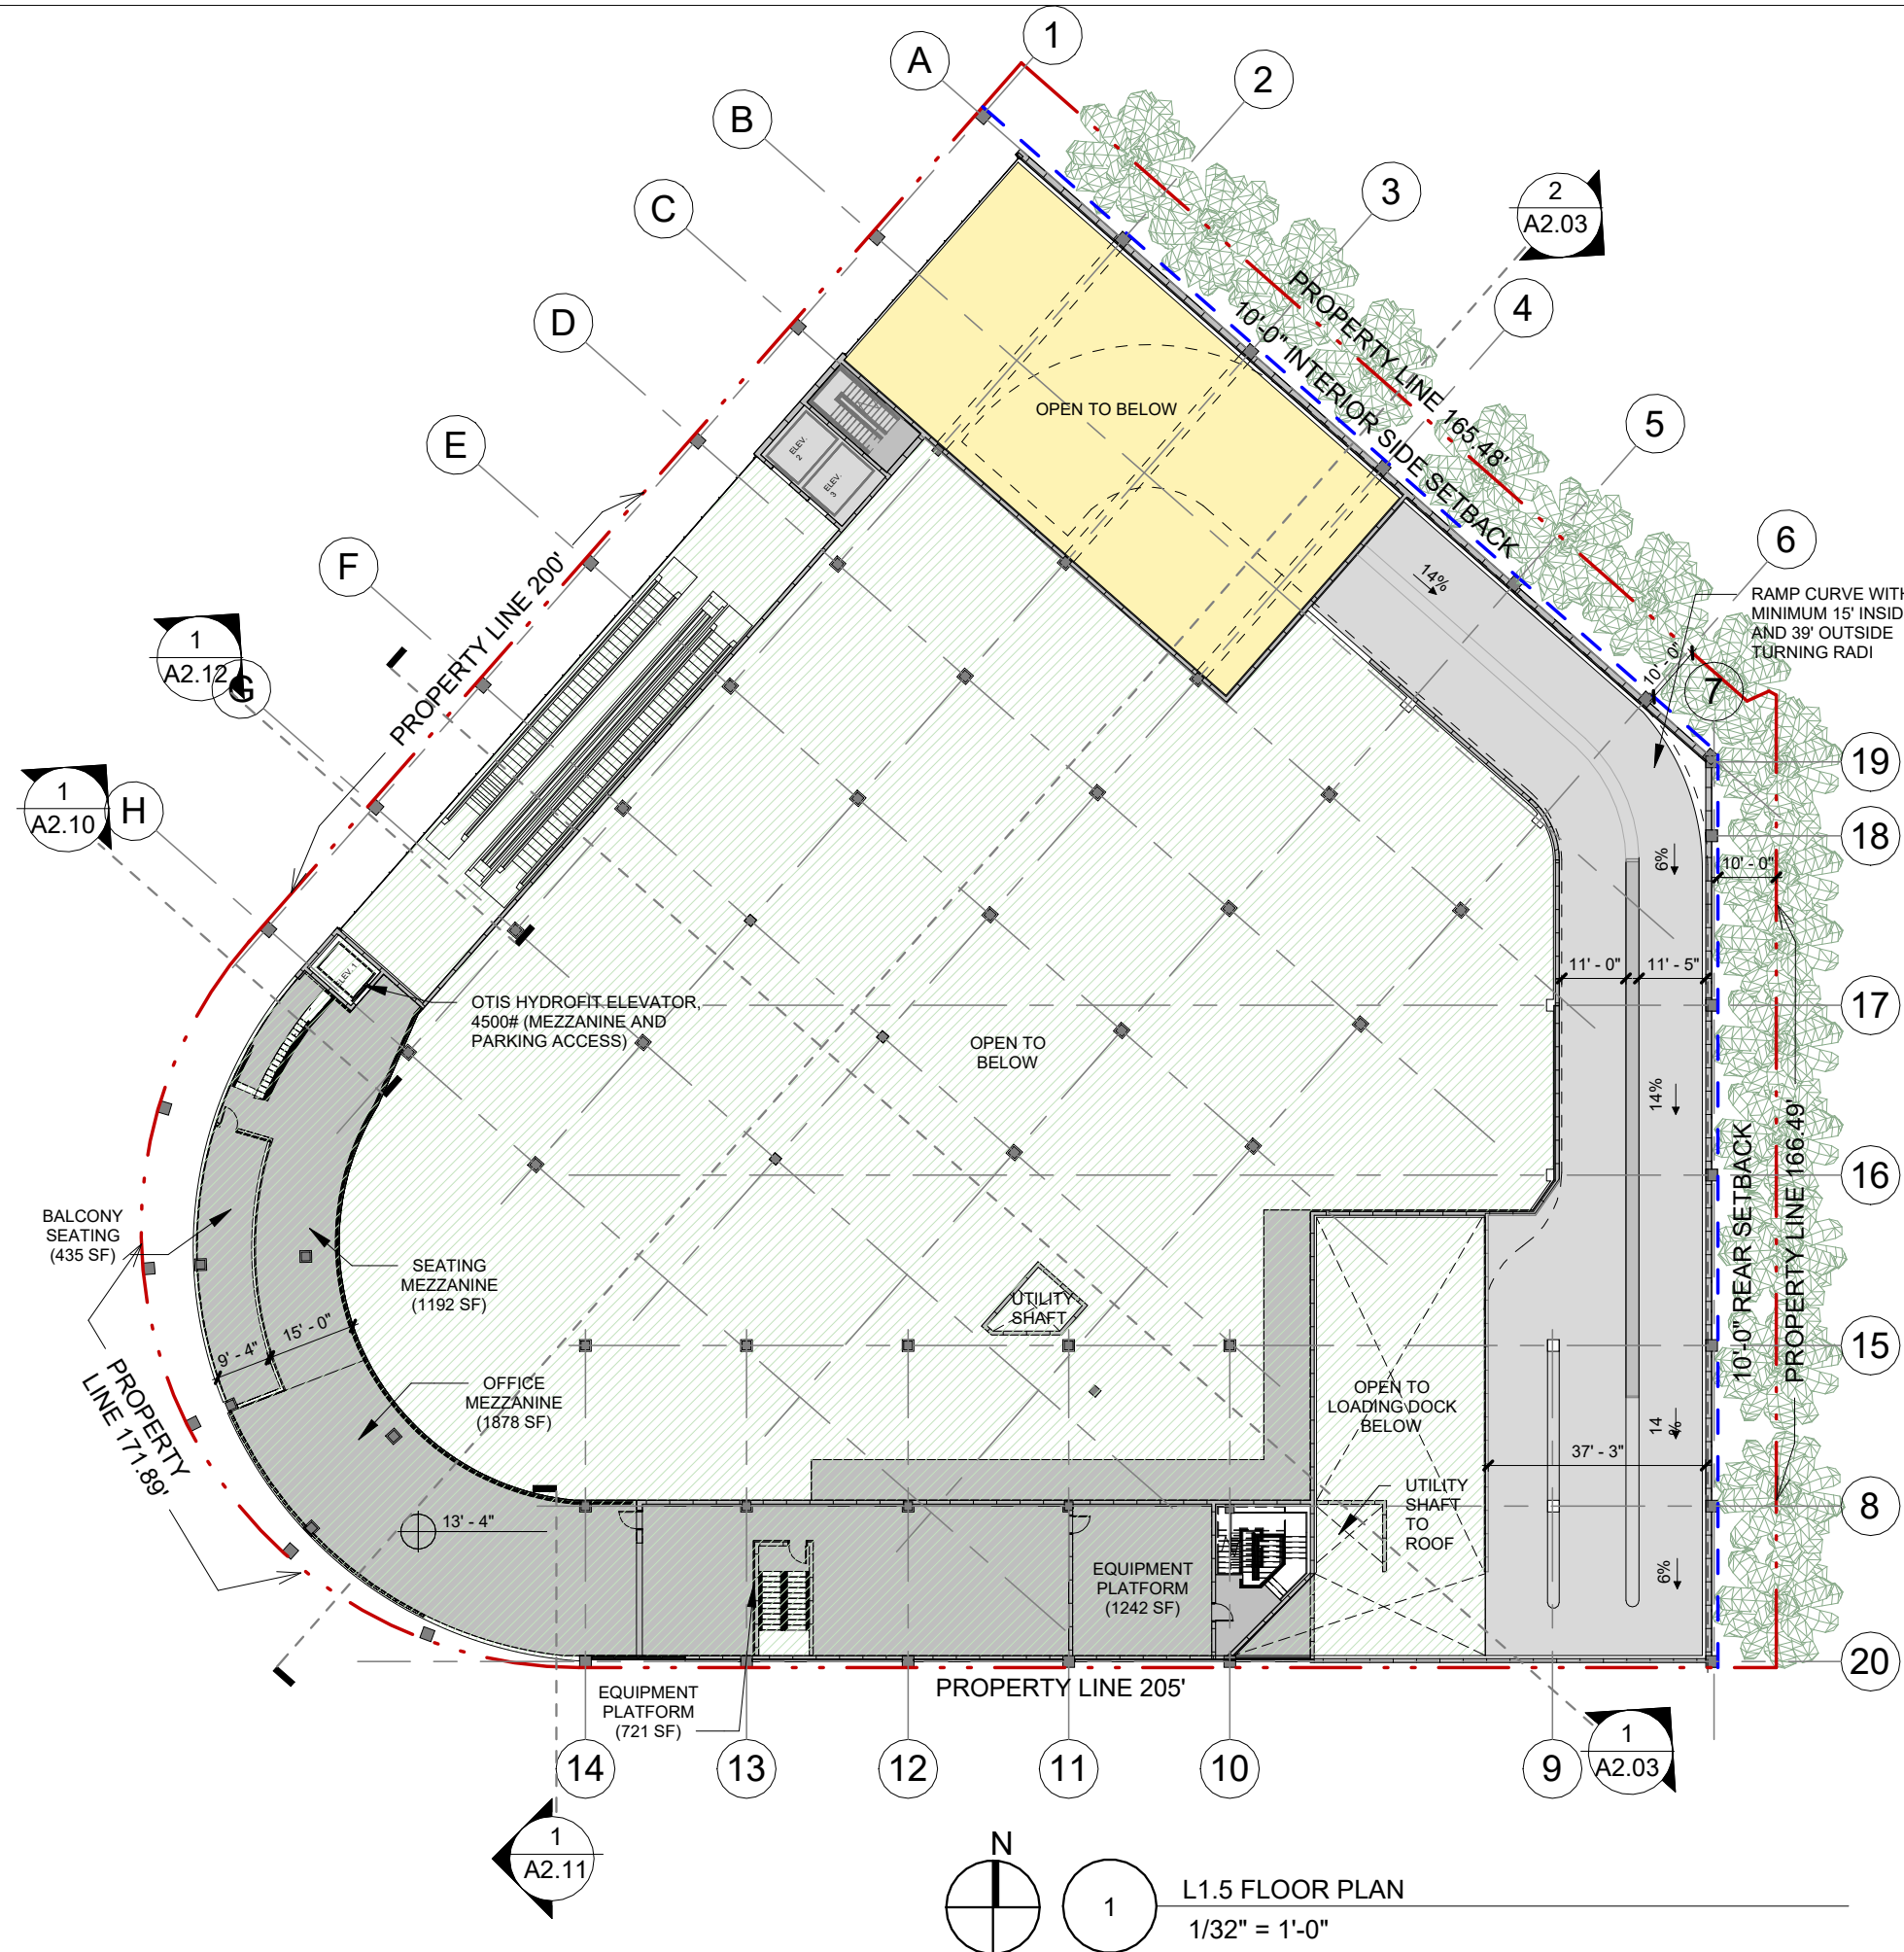 1
A
2
B
3
2
A2.03
C
4
D
5
E
6
F
7
G
H
19
18
17
16
15
8
20
14
13
12
11
10
9
1
A2.12
1
A2.10
1
A2.11
1
A2.03
PROPERTY LINE 165.48'
10'-0" INTERIOR SIDE SETBACK
OPEN TO BELOW
ELEV.
2
ELEV.
3
PROPERTY LINE 200'
14%
RAMP CURVE WITH
MINIMUM 15' INSID
AND 39' OUTSIDE
TURNING RADI
10' - 0"
6%
10' - 0"
11' - 0"
11' - 5"
ELEV. 1
OTIS HYDROFIT ELEVATOR,
4500# (MEZZANINE AND
PARKING ACCESS)
OPEN TO
BELOW
14%
10'-0" REAR SETBACK
PROPERTY LINE 166.49'
BALCONY
SEATING
(435 SF)
SEATING
MEZZANINE
(1192 SF)
UTILITY
SHAFT
15' - 0"
9' - 4"
PROPERTY
LINE 171.89'
OFFICE
MEZZANINE
(1878 SF)
OPEN TO
LOADING DOCK
BELOW
14
%
37' - 3"
UTILITY
SHAFT
TO
ROOF
13' - 4"
EQUIPMENT
PLATFORM
(1242 SF)
6%
EQUIPMENT
PLATFORM
(721 SF)
PROPERTY LINE 205'
N
1
L1.5 FLOOR PLAN
1/32" = 1'-0"